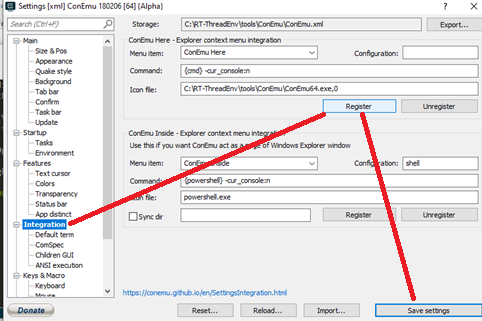 Settings [xml] ConEmu 180206 [64] {Alpha}
Search (Ctrl+F)
Storage:
C:\RT-ThreadEnv\tools\ConEmu\ConEmu.xml
Export...
Main
Size & Pos
Appearance
Quake style
Background
Tab bar
Confirm
Task bar
Update
Startup
Tasks
Environment
Features
Text cursor
Colors
Transparency
Status bar
App distinct
Integration
Default term
ComSpec
Children GUI
ANSI execution
Keys & Macro
Keyboard
Mouse
ConEmu Here - Explorer context menu integration
Menu item:
ConEmu Here
Configuration:
Command:
{cmd} -cur_console:n
Icon file:
C:\RT-ThreadEnv\tools\ConEmu\ConEmu64.exe,0
Register
Unregister
ConEmu Inside - Explorer context menu integration
Use this if you want ConEmu act as a of Windows Explorer window
Menu item:
Configuration:
shell
Command:
{powershell} -cur_console:n
file:
powershell.exe
Sync dir
Register
Unregister
https://conemu.github.io/en/SettingsIntegration.html
Donate
Reset...
Reload...
Import...
Save settings